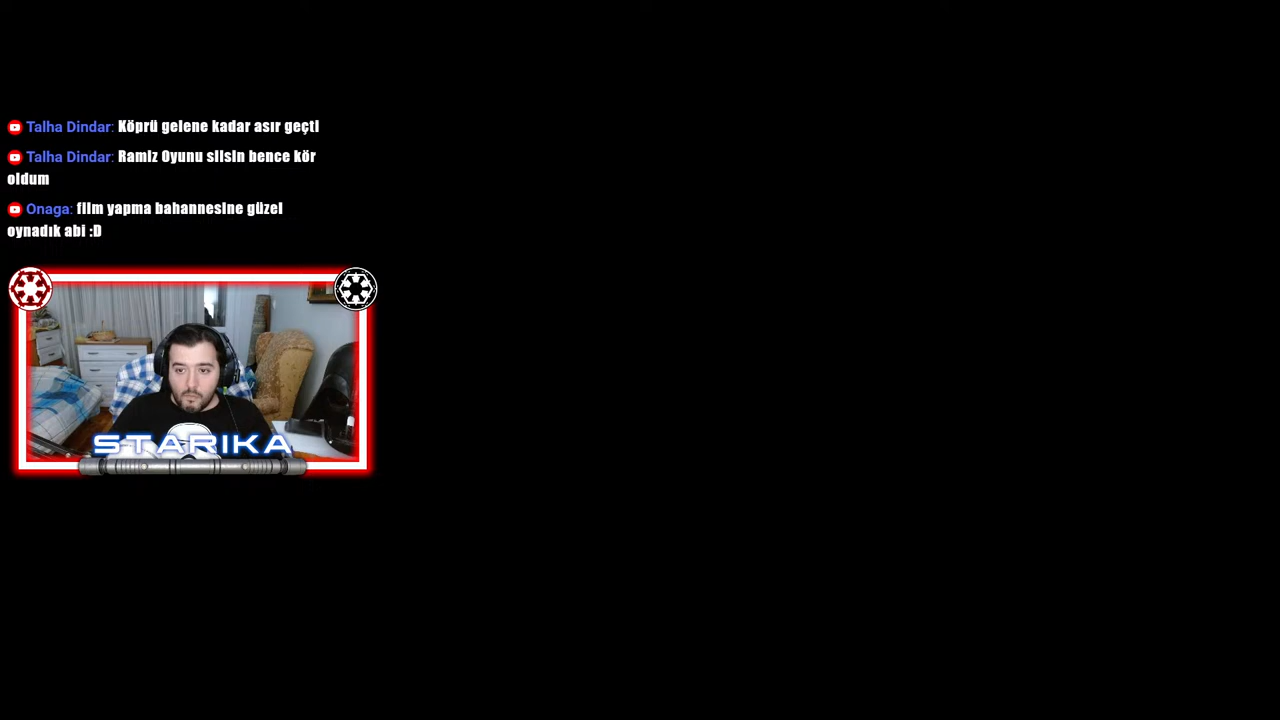 Talha Dindar: Köprü gelene kadar asır geçti
Talha Dindar: Ramiz Oyunu silsin bence kör
oldum
Onaga: film yapma bahannesine güzel
oynadık abi :D
STARIKA